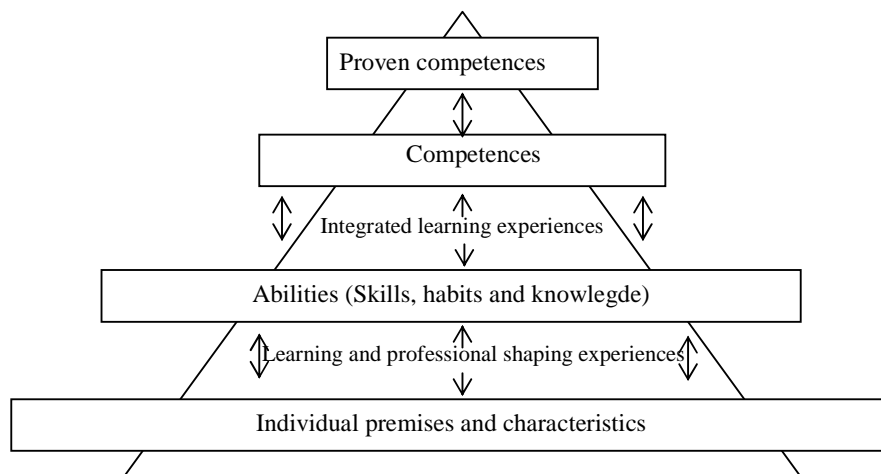 Proven competences
Competences
Integrated learning experiences
Abilities (Skills, habits and knowlegde)
Learning and professional shaping experiences
Individual premises and characteristics